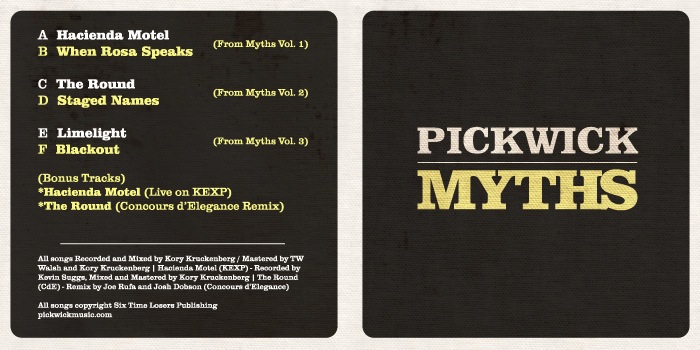 A Hacienda Motel
B When Rosa Speaks
(From Myths Vol. 1)
C The Round
D Staged Names
(From Myths Vol. 2)
E Limelight
F Blackout
(From Myths Vol. 3)
(Bonus Tracks)
*Hacienda Motel (Live on KEXP)
*The Round (Concours d'Elegance Remix)
All songs Recorded and Mixed by Kory Kruckenberg / Mastered by TW
Walsh and Kory Kruckenberg | Hacienda Motel (KEXP) - Recorded by
Kevin Suggs, Mixed and Mastered by Kory Kruckenberg | The Round
(CdE) - Remix by Joe Rufa and Josh Dobson (Concours d'Elegance)
All songs copyright Six Time Losers Publishing
pickwickmusic.com
PICKWICK
MYTHS